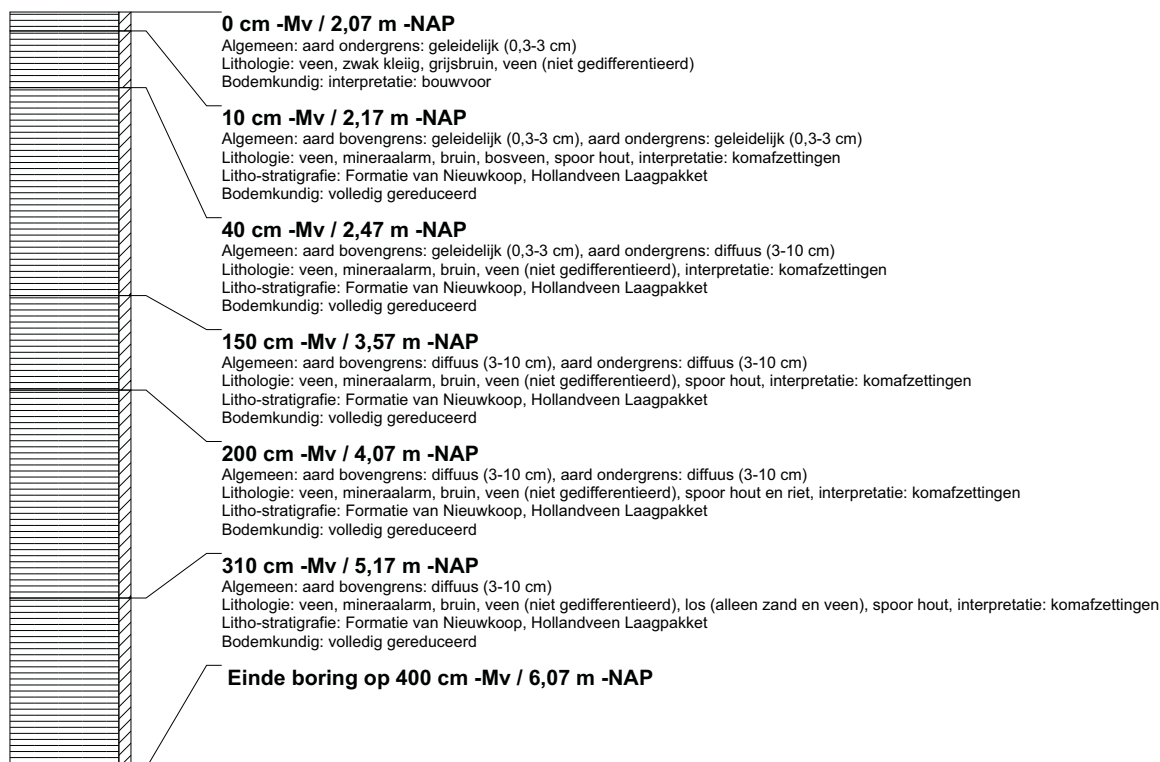 0 cm -Mv / 2,07 m -NAP
Algemeen: aard ondergrens: geleidelijk (0,3-3 cm)
Lithologie: veen, zwak kleiig, grijsbruin, veen (niet gedifferentieerd)
Bodemkundig: interpretatie: bouwvoor
10 cm -Mv / 2,17 m -NAP
Algemeen: aard bovengrens: geleidelijk (0,3-3 cm), aard ondergrens: geleidelijk (0,3-3 cm)
Lithologie: veen, mineraalarm, bruin, bosveen, spoor hout, interpretatie: komafzettingen
Litho-stratigrafie: Formatie van Nieuwkoop, Hollandveen Laagpakket
Bodemkundig: volledig gereduceerd
40 cm -Mv / 2,47 m -NAP
Algemeen: aard bovengrens: geleidelijk (0,3-3 cm), aard ondergrens: diffuus (3-10 cm)
Lithologie: veen, mineraalarm, bruin, veen (niet gedifferentieerd), interpretatie: komafzettingen
Litho-stratigrafie: Formatie van Nieuwkoop, Hollandveen Laagpakket
Bodemkundig: volledig gereduceerd
150 cm -Mv / 3,57 m -NAP
Algemeen: aard bovengrens: diffuus (3-10 cm), aard ondergrens: diffuus (3-10 cm)
Lithologie: veen, mineraalarm, bruin, veen (niet gedifferentieerd), spoor hout, interpretatie: komafzettingen
Litho-stratigrafie: Formatie van Nieuwkoop, Hollandveen Laagpakket
Bodemkundig: volledig gereduceerd
200 cm -Mv / 4,07 m -NAP
Algemeen: aard bovengrens: diffuus (3-10 cm), aard ondergrens: diffuus (3-10 cm)
Lithologie: veen, mineraalarm, bruin, veen (niet gedifferentieerd), spoor hout en riet, interpretatie: komafzettingen
Litho-stratigrafie: Formatie van Nieuwkoop, Hollandveen Laagpakket
Bodemkundig: volledig gereduceerd
310 cm -Mv / 5,17 m -NAP
Algemeen: aard bovengrens: diffuus (3-10 cm)
Lithologie: veen, mineraalarm, bruin, veen (niet gedifferentieerd), los (alleen zand en veen), spoor hout, interpretatie: komafzettingen
Litho-stratigrafie: Formatie van Nieuwkoop, Hollandveen Laagpakket
Bodemkundig: volledig gereduceerd
Einde boring op 400 cm -Mv / 6,07 m -NAP